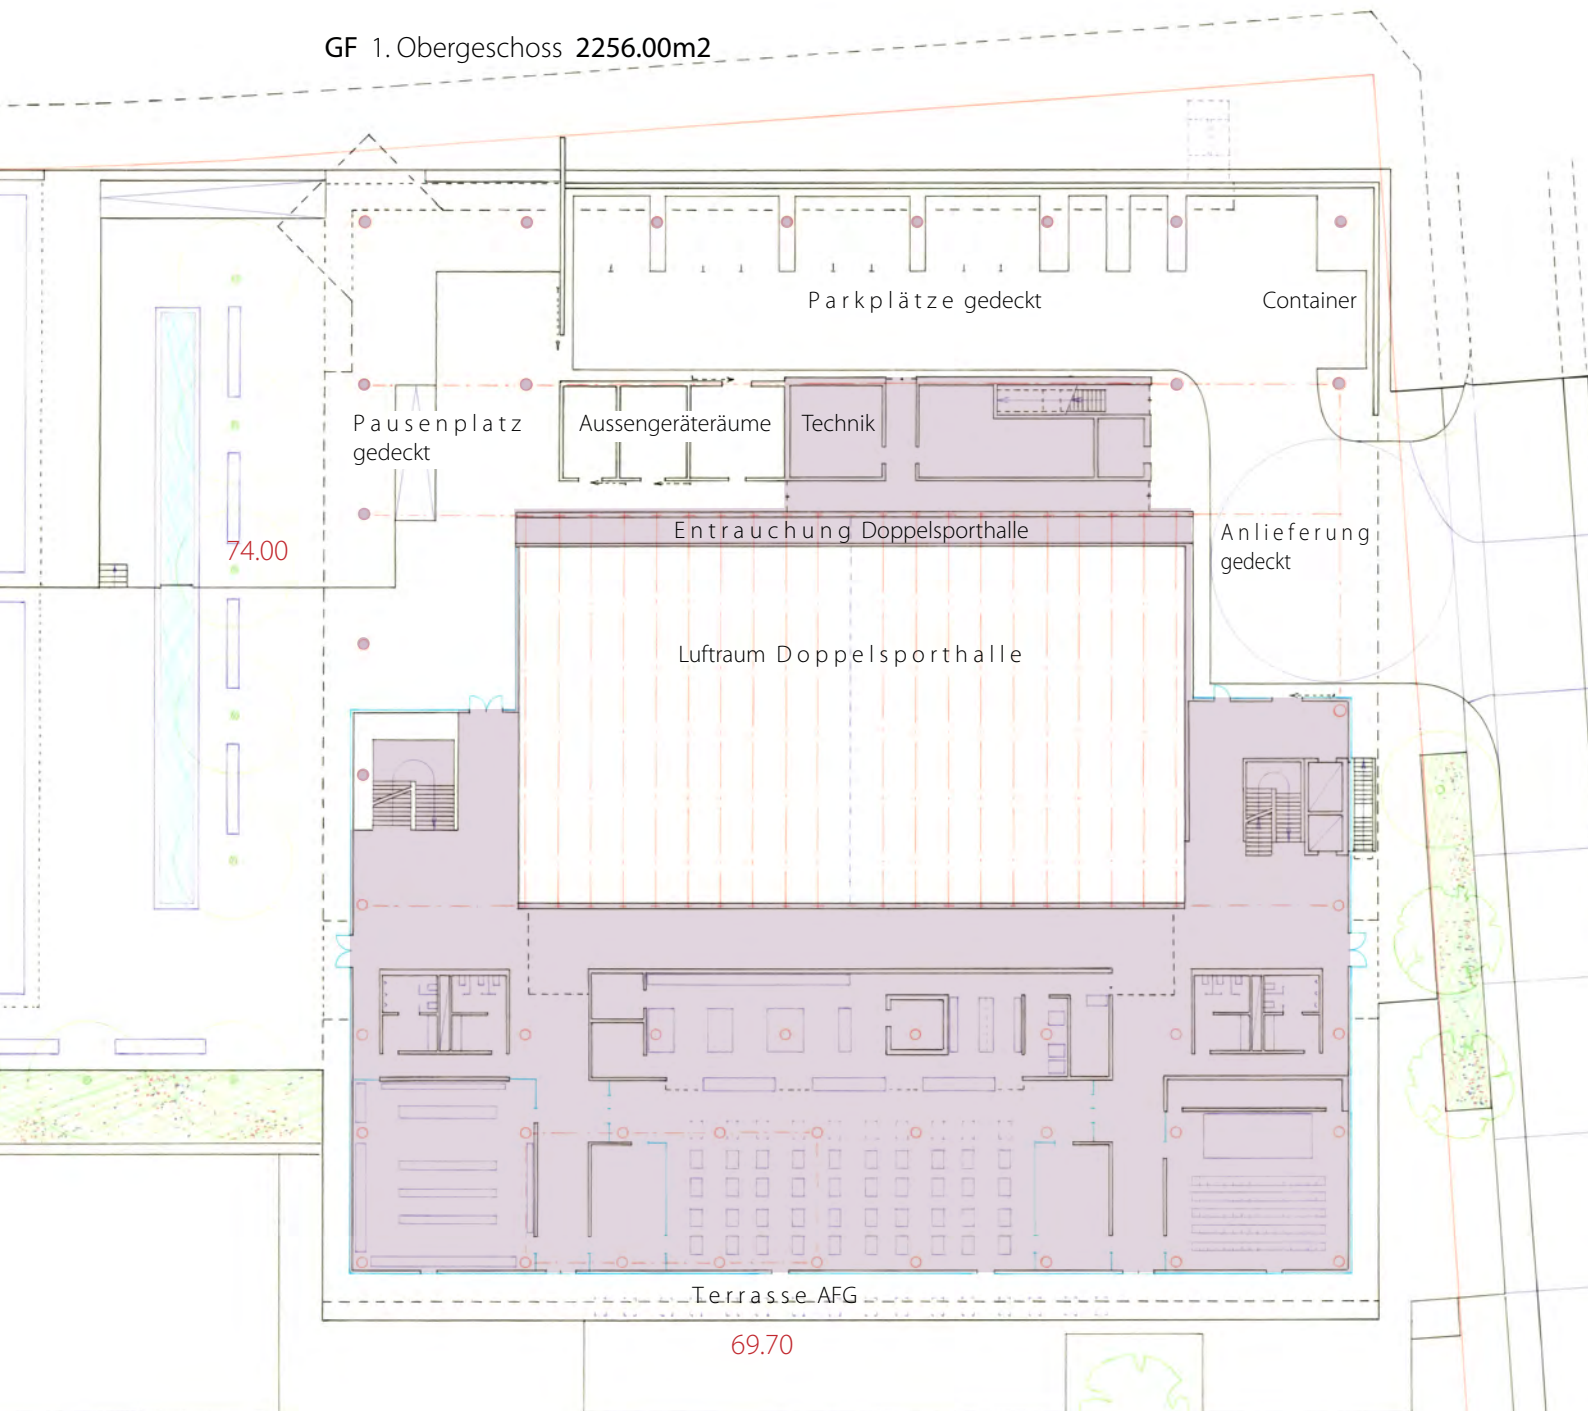 GF 1. Obergeschoss 2256.00m2
Parkplätze gedeckt
Container
Pausenplatz
gedeckt
Aussengeräteräume
Technik
Entrauchung Doppelsporthalle
Anlieferung
gedeckt
74.00
Luftraum Doppelsporthalle
Terrasse AFG
69.70